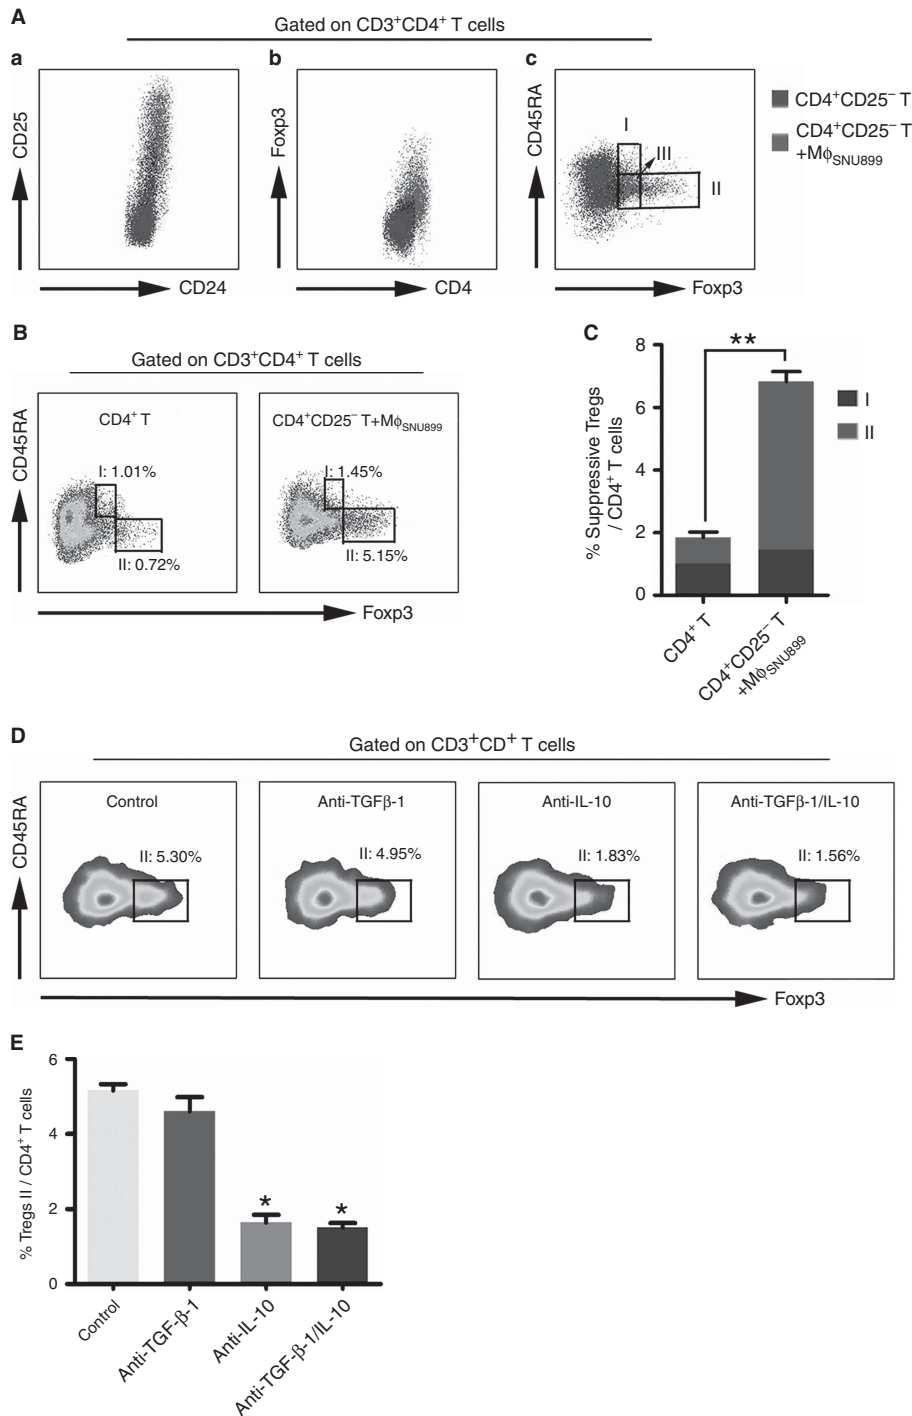 A
Gated on CD3⁺CD4⁺ T cells
a
b
c
CD25
CD24
Foxp3
CD4
CD45RA
I
III
II
Foxp3
CD4⁺CD25⁻ T
CD4⁺CD25⁻ T
+Mϕ_SNU899
B
Gated on CD3⁺CD4⁺ T cells
CD45RA
CD4⁺ T
I: 1.01%
II: 0.72%
CD4⁺CD25⁻ T+Mϕ_SNU899
I: 1.45%
II: 5.15%
Foxp3
C
% Suppressive Tregs
/ CD4⁺ T cells
8
6
4
2
0
**
I
II
CD4⁺ T
CD4⁺CD25⁻ T
+Mϕ_SNU899
D
Gated on CD3⁺CD⁺ T cells
CD45RA
Control
II: 5.30%
Anti-TGFβ-1
II: 4.95%
Anti-IL-10
II: 1.83%
Anti-TGFβ-1/IL-10
II: 1.56%
Foxp3
E
% Tregs II / CD4⁺ T cells
6
4
2
0
*
*
Control
Anti-TGF-β-1
Anti-IL-10
Anti-TGF-β-1/IL-10